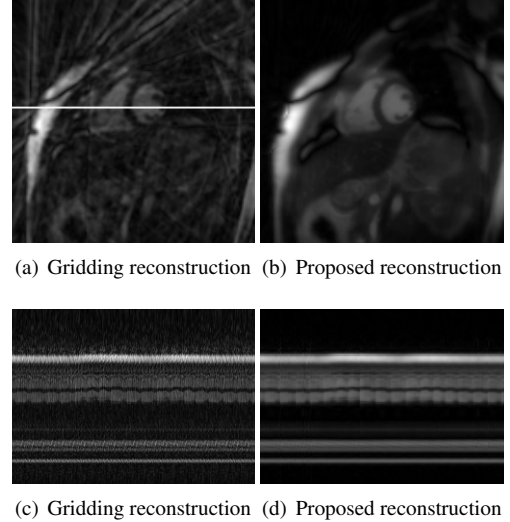 (a) Gridding reconstruction (b) Proposed reconstruction
(c) Gridding reconstruction (d) Proposed reconstruction